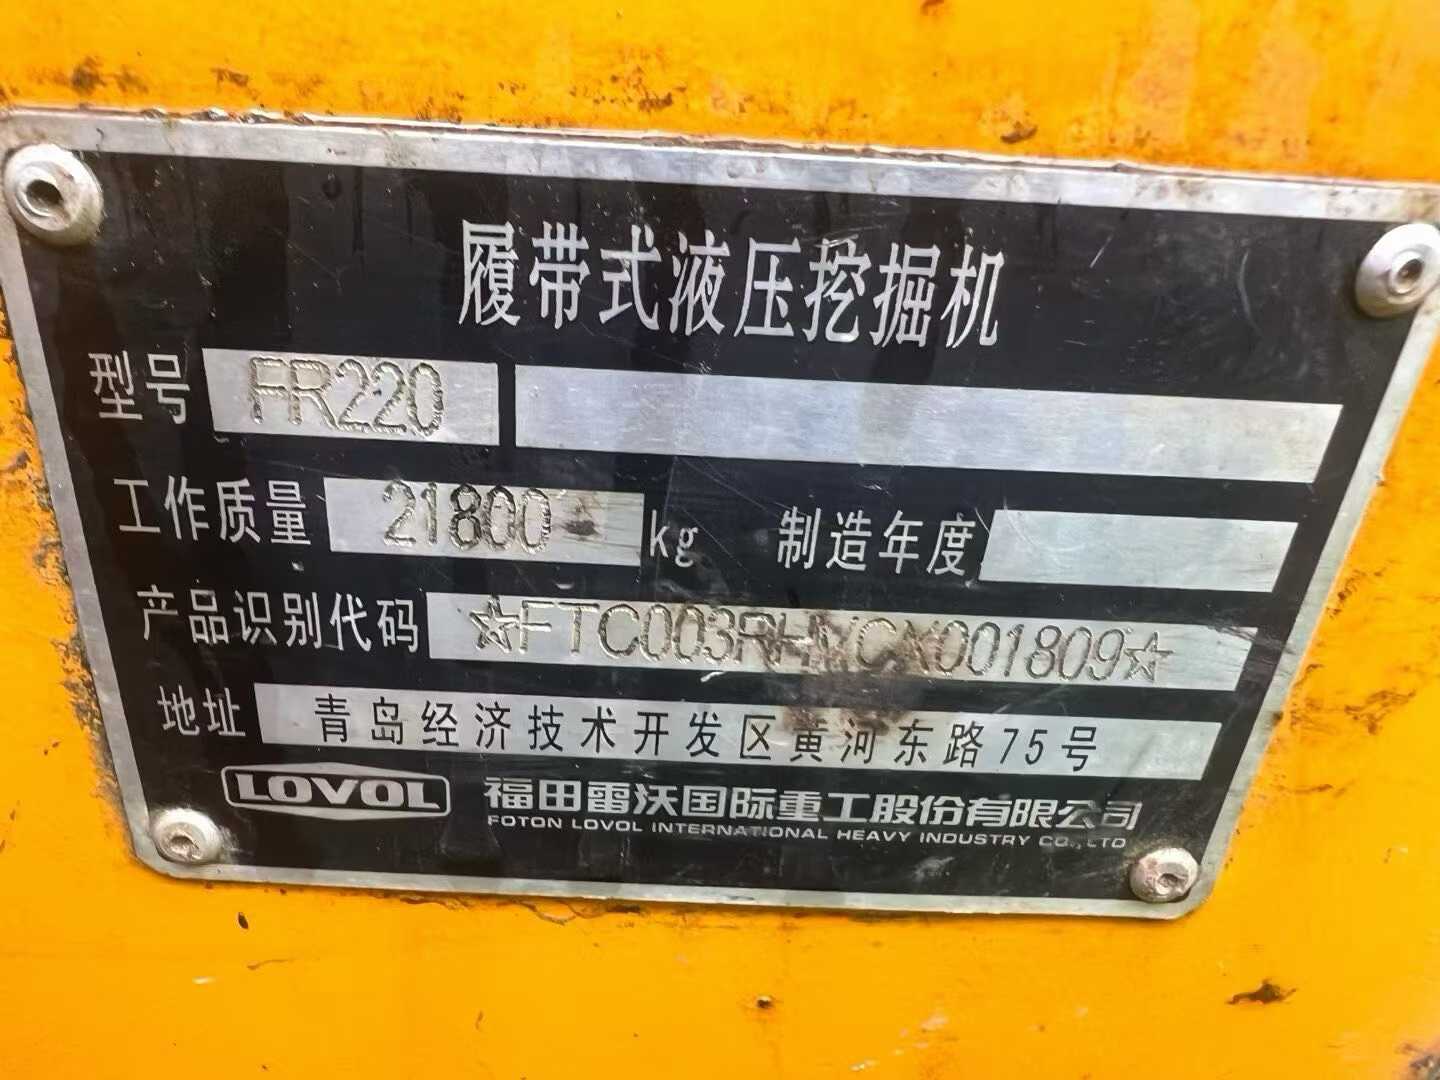 履带式液压挖掘机
型号 FR220
工作质量 21800 kg 制造年度
产品识别代码 ☆FTC003RHVCX001809☆
地址 青岛经济技术开发区黄河东路75号
LOVOL 福田雷沃国际重工股份有限公司
FOTON LOVOL INTERNATIONAL HEAVY INDUSTRY CO.,LTD